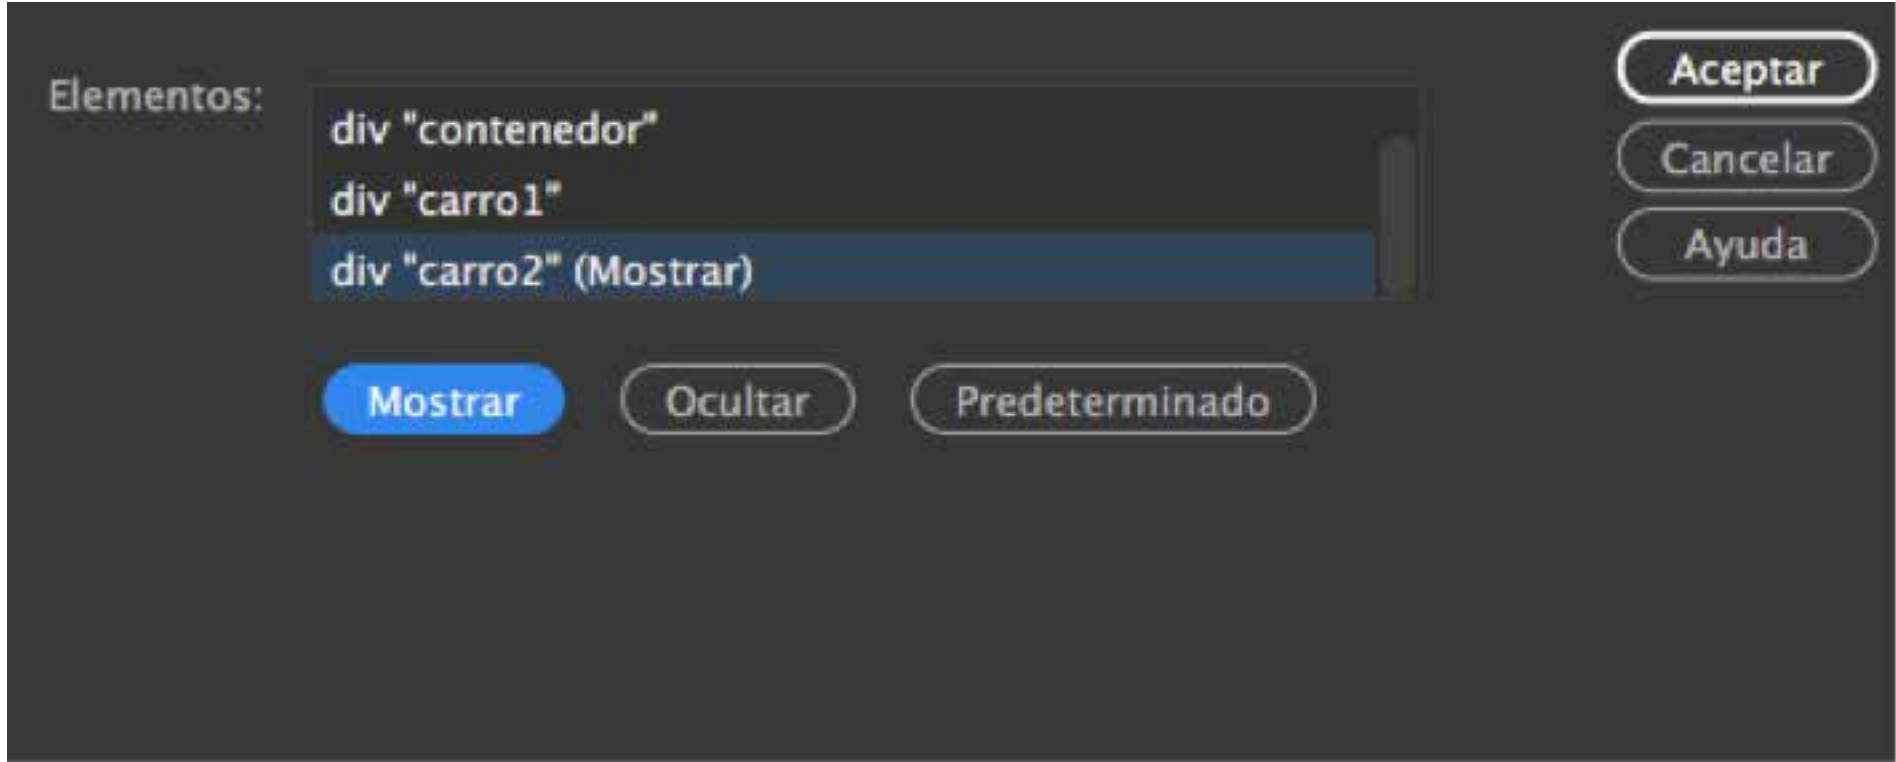 Elementos:
div "contenedor"
div "carro1"
div "carro2" (Mostrar)
Mostrar
Ocultar
Predeterminado
Aceptar
Cancelar
Ayuda